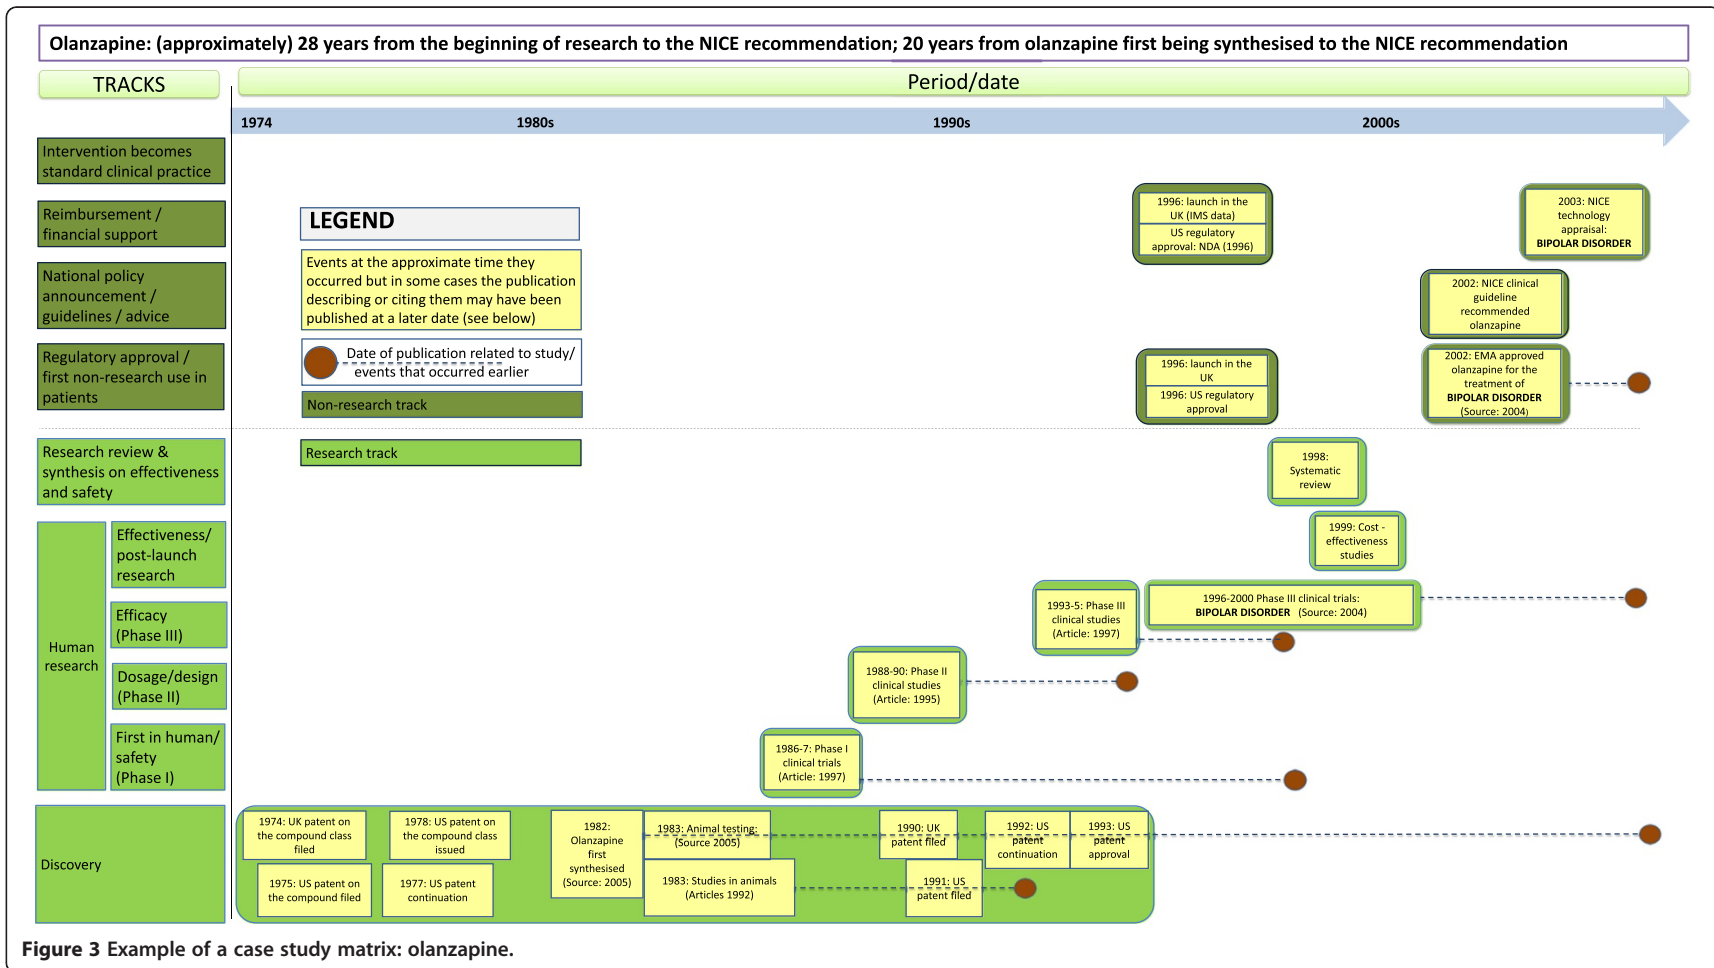 Olanzapine: (approximately) 28 years from the beginning of research to the NICE recommendation; 20 years from olanzapine first being synthesised to the NICE recommendation
TRACKS
Period/date
1974
1980s
1990s
2000s
Intervention becomes
standard clinical practice
Reimbursement /
financial support
National policy
announcement /
guidelines / advice
Regulatory approval /
first non-research use in
patients
LEGEND
Events at the approximate time they
occurred but in some cases the publication
describing or citing them may have been
published at a later date (see below)
Date of publication related to study/
events that occurred earlier
Non-research track
Research track
1996: launch in the
UK (IMS data)
US regulatory
approval: NDA (1996)
2003: NICE
technology
appraisal:
BIPOLAR DISORDER
2002: NICE clinical
guideline
recommended
olanzapine
1996: launch in the
UK
1996: US regulatory
approval
2002: EMA approved
olanzapine for the
treatment of
BIPOLAR DISORDER
(Source: 2004)
Research review &
synthesis on effectiveness
and safety
1998:
Systematic
review
Human
research
Effectiveness/
post-launch
research
1999: Cost -
effectiveness
studies
Efficacy
(Phase III)
1993-5: Phase III
clinical studies
(Article: 1997)
1996-2000 Phase III clinical trials:
BIPOLAR DISORDER (Source: 2004)
Dosage/design
(Phase II)
1988-90: Phase II
clinical studies
(Article: 1995)
First in human/
safety
(Phase I)
1986-7: Phase I
clinical trials
(Article: 1997)
Discovery
1974: UK patent on
the compound class
filed
1978: US patent on
the compound class
issued
1975: US patent on
the compound filed
1977: US patent
continuation
1982:
Olanzapine
first
synthesised
(Source: 2005)
1983: Animal testing:
(Source 2005)
1983: Studies in animals
(Articles 1992)
1990: UK
patent filed
1991: US
patent filed
1992: US
patent
continuation
1993: US
patent
approval
Figure 3 Example of a case study matrix: olanzapine.